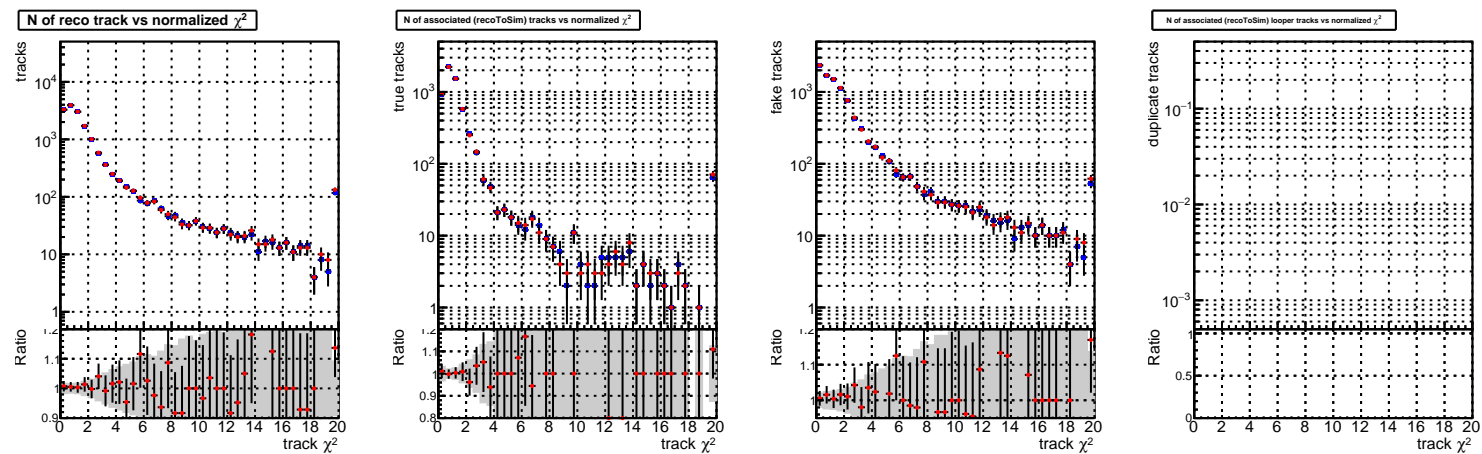 N of reco track vs normalized χ²
tracks
10⁴
10³
10²
10
1
1.2
1.1
1
0.9
Ratio
0 2 4 6 8 10 12 14 16 18 20
track χ²
N of associated (recoToSim) tracks vs normalized χ²
true tracks
10³
10²
10
1
1.2
1.1
1
0.9
0.8
Ratio
0 2 4 6 8 10 12 14 16 18 20
track χ²
fake tracks
10³
10²
10
1
1.2
1.1
1
Ratio
0 2 4 6 8 10 12 14 16 18 20
track χ²
N of associated (recoToSim) looper tracks vs normalized χ²
duplicate tracks
10⁻¹
10⁻²
10⁻³
1
0.5
0
Ratio
0 2 4 6 8 10 12 14 16 18 20
track χ²